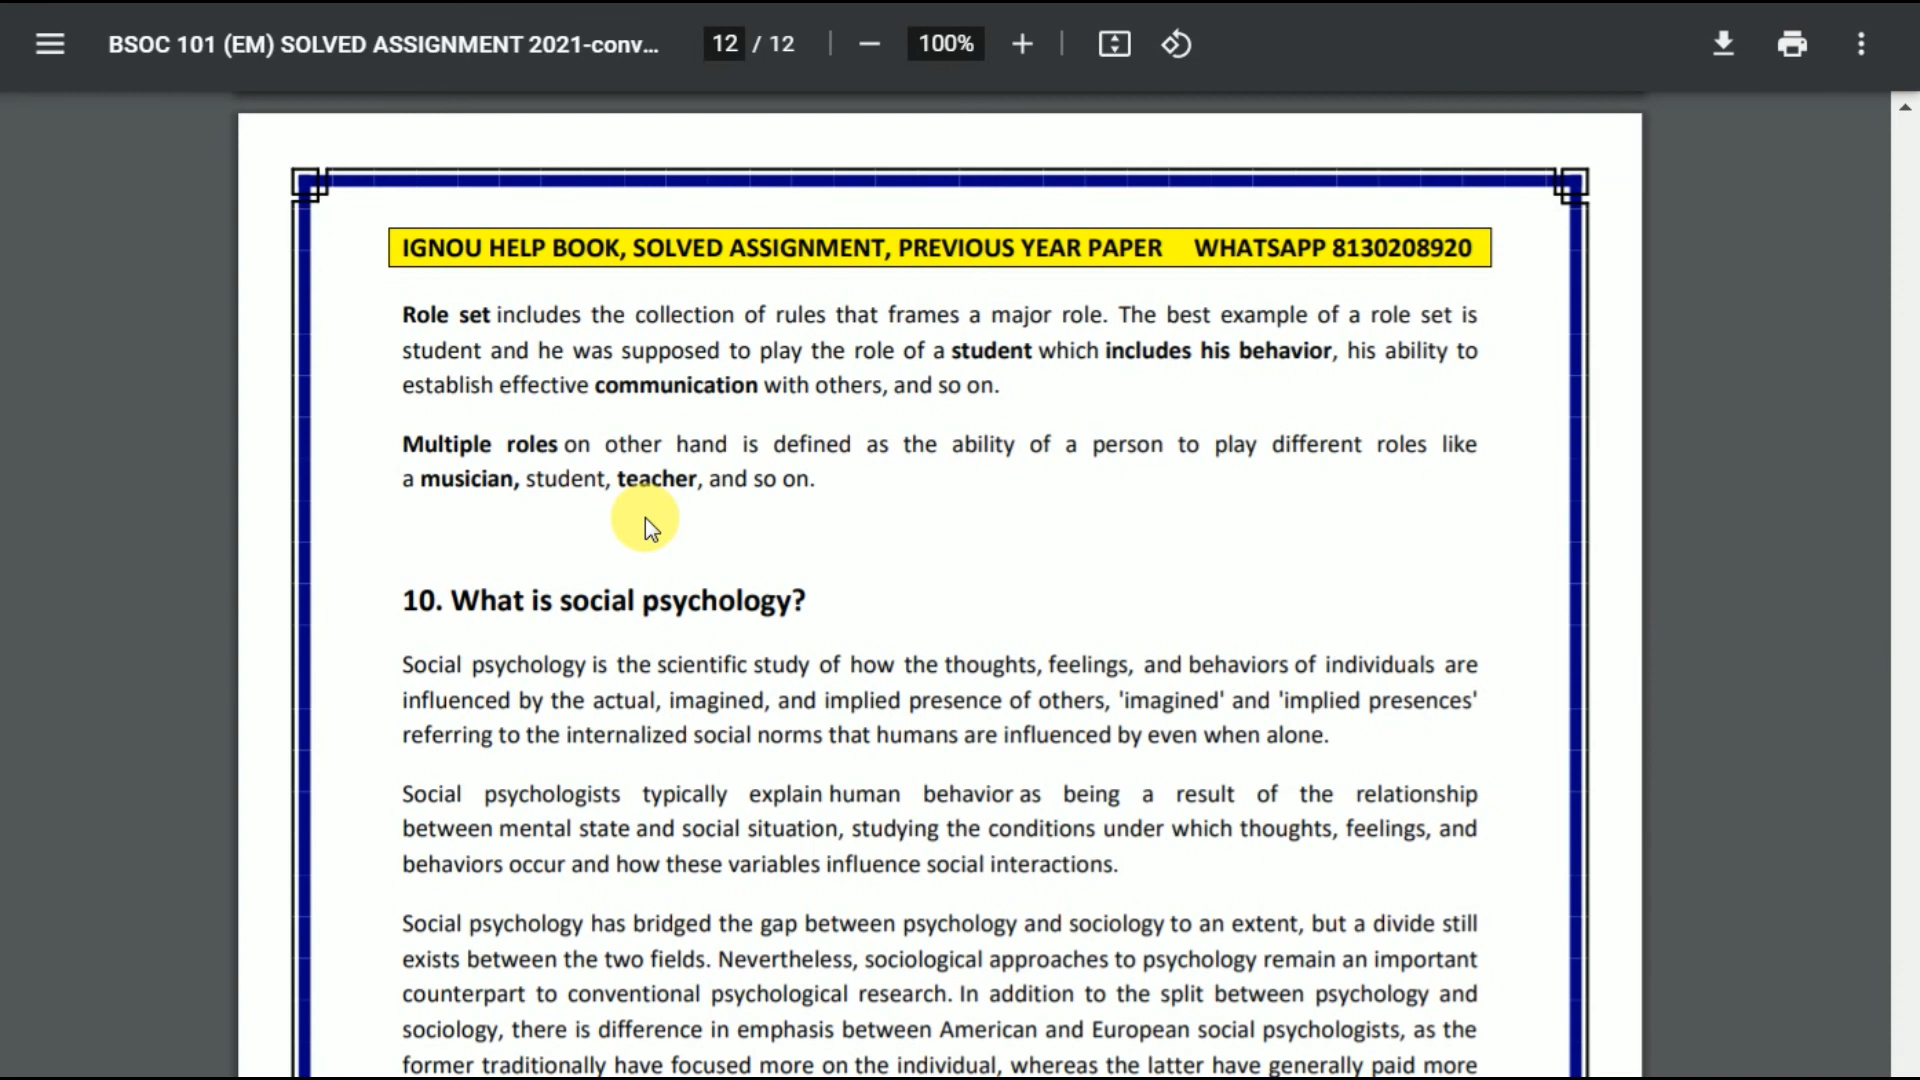 BSOC 101 (EM) SOLVED ASSIGNMENT 2021-conv...
12 / 12
100%
IGNOU HELP BOOK, SOLVED ASSIGNMENT, PREVIOUS YEAR PAPER WHATSAPP 8130208920
Role set includes the collection of rules that frames a major role. The best example of a role set is
student and he was supposed to play the role of a student which includes his behavior, his ability to
establish effective communication with others, and so on.
Multiple roles on other hand is defined as the ability of a person to play different roles like
a musician, student, teacher, and so on.
10. What is social psychology?
Social psychology is the scientific study of how the thoughts, feelings, and behaviors of individuals are
influenced by the actual, imagined, and implied presence of others, 'imagined' and 'implied presences'
referring to the internalized social norms that humans are influenced by even when alone.
Social psychologists typically explain human behavior as being a result of the relationship
between mental state and social situation, studying the conditions under which thoughts, feelings, and
behaviors occur and how these variables influence social interactions.
Social psychology has bridged the gap between psychology and sociology to an extent, but a divide still
exists between the two fields. Nevertheless, sociological approaches to psychology remain an important
counterpart to conventional psychological research. In addition to the split between psychology and
sociology, there is difference in emphasis between American and European social psychologists, as the
former traditionally have focused more on the individual, whereas the latter have generally paid more